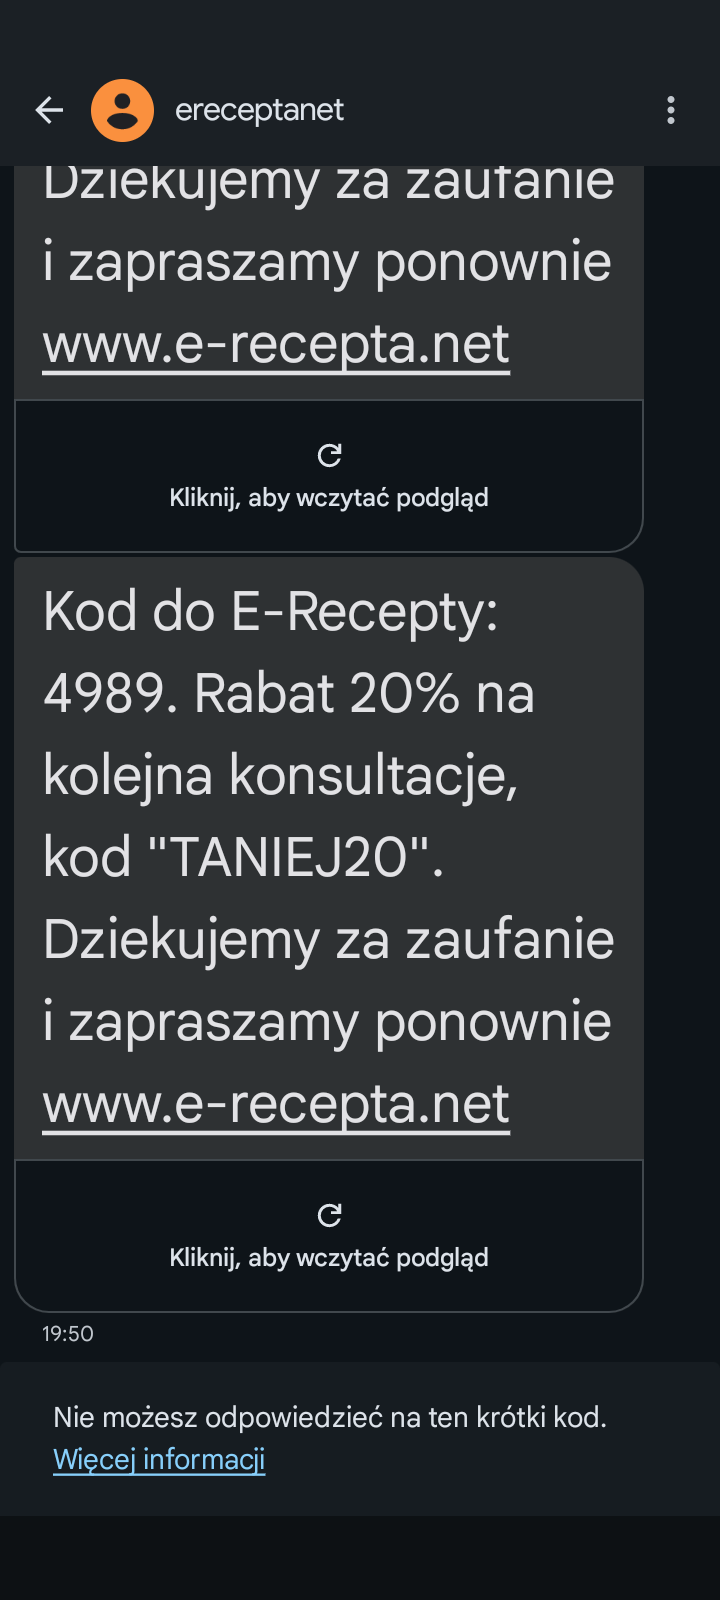 ereceptanet
Dziekujemy za zaufanie
i zapraszamy ponownie
www.e-recepta.net
Kliknij, aby wczytać podgląd
Kod do E-Recepty:
4989. Rabat 20% na
kolejna konsultacje,
kod "TANIEJ20".
Dziekujemy za zaufanie
i zapraszamy ponownie
www.e-recepta.net
Kliknij, aby wczytać podgląd
19:50
Nie możesz odpowiedzieć na ten krótki kod.
Więcej informacji